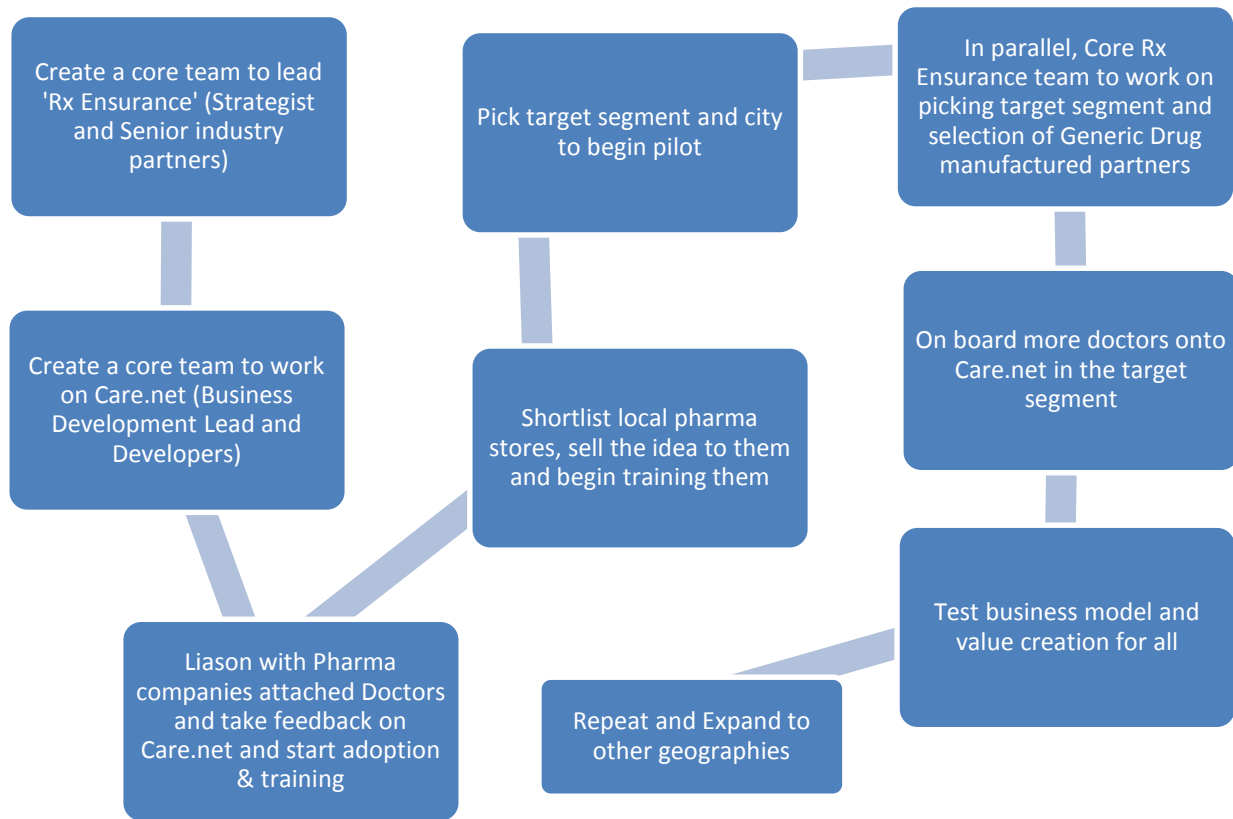 Create a core team to lead
'Rx Ensurance' (Strategist
and Senior industry
partners)
Create a core team to work
on Care.net (Business
Development Lead and
Developers)
Liason with Pharma
companies attached Doctors
and take feedback on
Care.net and start adoption
& training
Shortlist local pharma
stores, sell the idea to them
and begin training them
Pick target segment and city
to begin pilot
In parallel, Core Rx
Ensurance team to work on
picking target segment and
selection of Generic Drug
manufactured partners
On board more doctors onto
Care.net in the target
segment
Test business model and
value creation for all
Repeat and Expand to
other geographies